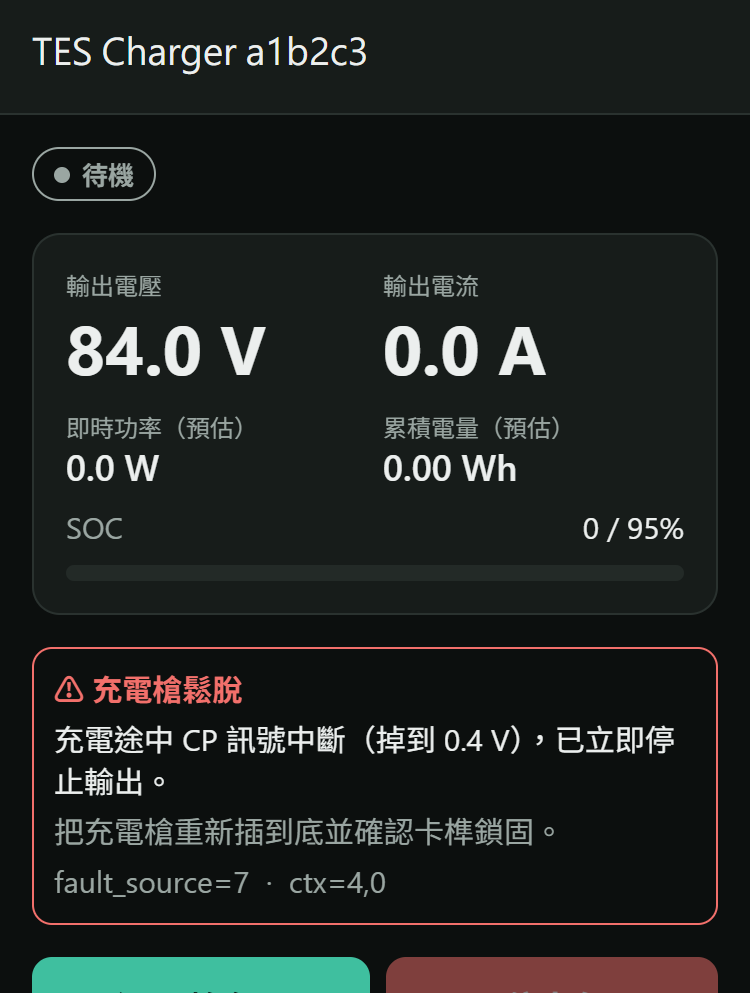 TES Charger a1b2c3
待機
輸出電壓
輸出電流
84.0 V
0.0 A
即時功率（預估）
累積電量（預估）
0.0 W
0.00 Wh
SOC
0 / 95%
充電槍鬆脫
充電途中 CP 訊號中斷（掉到 0.4 V），已立即停
止輸出。
把充電槍重新插到底並確認卡榫鎖固。
fault_source=7 · ctx=4,0